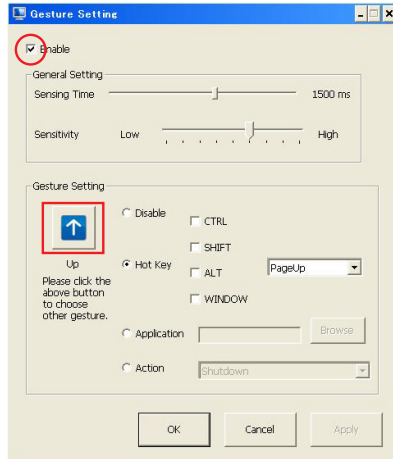 Gesture Setting
Enable
General Setting
Sensing Time 1500 ms
Sensitivity Low High
Gesture Setting
Disable
CTRL
SHIFT
Up
Hot Key
ALT
PageUp
WINDOW
Please click the
above button
to choose
other gesture.
Application
Browse
Action
Shutdown
OK
Cancel
Apply